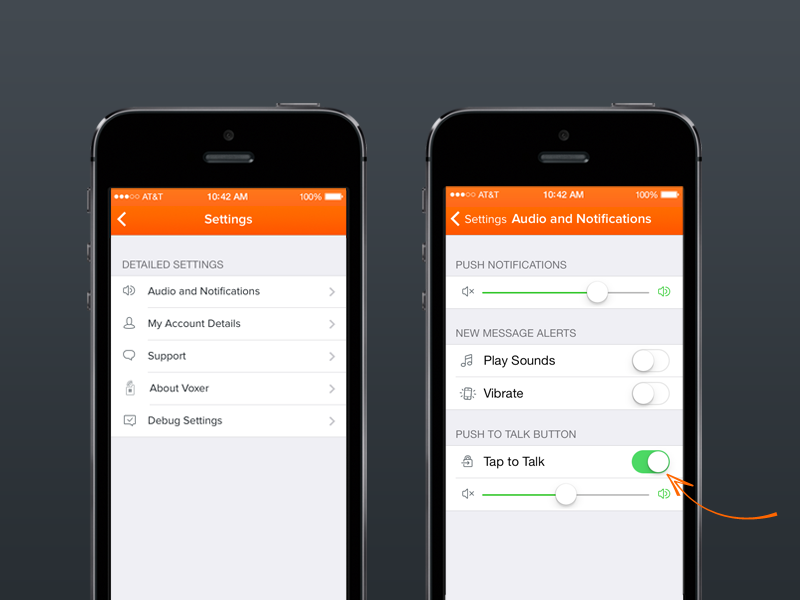 AT&T 10:42 AM 100%
Settings
DETAILED SETTINGS
Audio and Notifications
My Account Details
Support
About Voxer
Debug Settings
AT&T 10:42 AM 100%
Settings Audio and Notifications
PUSH NOTIFICATIONS
NEW MESSAGE ALERTS
Play Sounds
Vibrate
PUSH TO TALK BUTTON
Tap to Talk